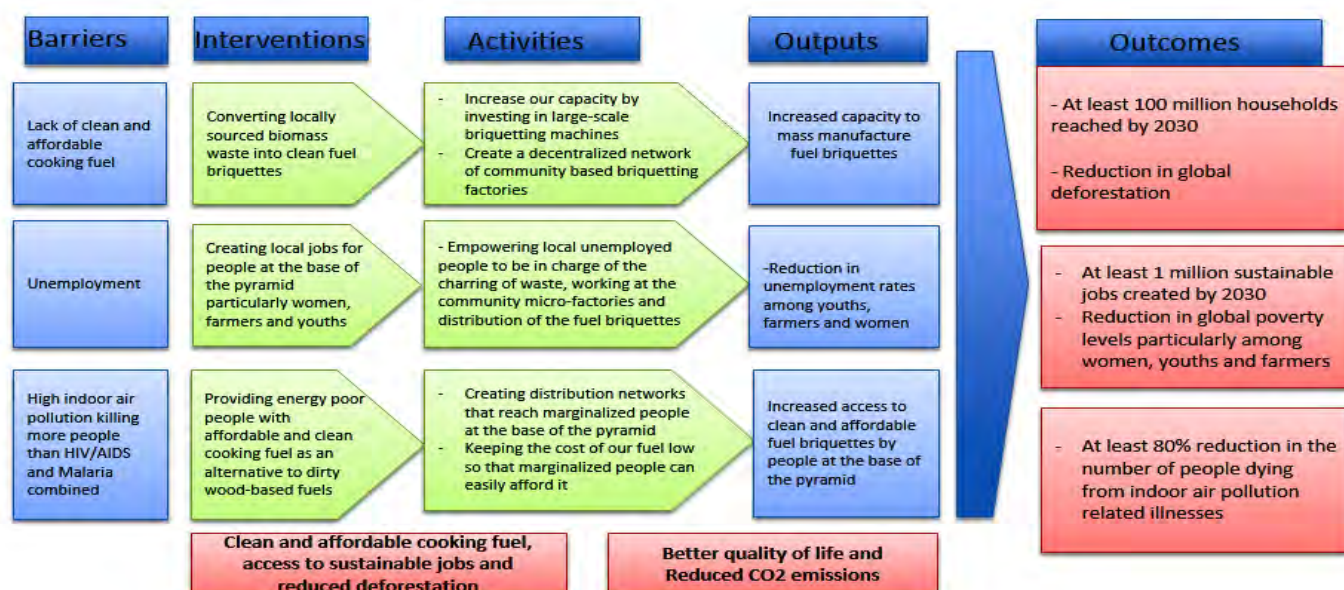 Barriers
Interventions
Activities
Outputs
Outcomes
Lack of clean and
affordable
cooking fuel
Converting locally
sourced biomass
waste into clean fuel
briquettes
- Increase our capacity by
investing in large-scale
briquetting machines
- Create a decentralized network
of community based briquetting
factories
Increased capacity to
mass manufacture
fuel briquettes
- At least 100 million households
reached by 2030
- Reduction in global
deforestation
Unemployment
Creating local jobs for
people at the base of
the pyramid
particularly women,
farmers and youths
- Empowering local unemployed
people to be in charge of the
charring of waste, working at the
community micro-factories and
distribution of the fuel briquettes
-Reduction in
unemployment rates
among youths,
farmers and women
- At least 1 million sustainable
jobs created by 2030
- Reduction in global poverty
levels particularly among
women, youths and farmers
High indoor air
pollution killing
more people
than HIV/AIDS
and Malaria
combined
Providing energy poor
people with
affordable and clean
cooking fuel as an
alternative to dirty
wood-based fuels
- Creating distribution networks
that reach marginalized people
at the base of the pyramid
- Keeping the cost of our fuel low
so that marginalized people can
easily afford it
Increased access to
clean and affordable
fuel briquettes by
people at the base of
the pyramid
- At least 80% reduction in the
number of people dying
from indoor air pollution
related illnesses
Clean and affordable cooking fuel,
access to sustainable jobs and
reduced deforestation
Better quality of life and
Reduced CO2 emissions